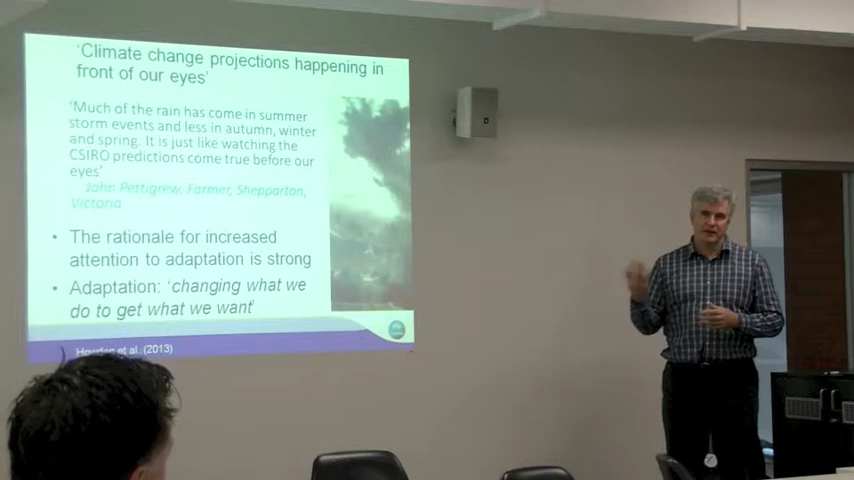 ‘Climate change projections happening in
front of our eyes’
‘Much of the rain has come in summer
storm events and less in autumn, winter
and spring. It is just like watching the
CSIRO predictions come true before our
eyes’
John Pettigrew, Farmer, Shepparton,
Victoria
• The rationale for increased
attention to adaptation is strong
• Adaptation: ‘changing what we
do to get what we want’
Howden et al. (2013)